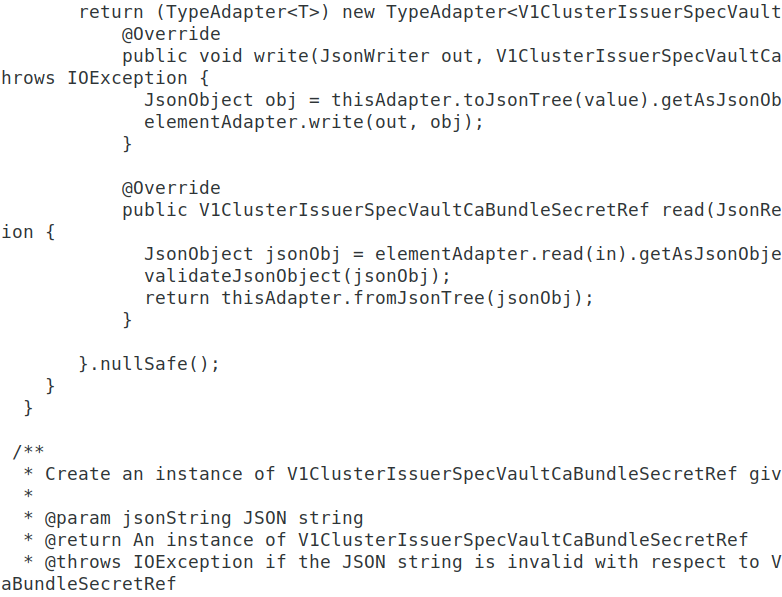 return (TypeAdapter<T>) new TypeAdapter<V1ClusterIssuerSpecVault
           @Override
           public void write(JsonWriter out, V1ClusterIssuerSpecVaultCa
hrows IOException {
             JsonObject obj = thisAdapter.toJsonTree(value).getAsJsonOb
             elementAdapter.write(out, obj);
           }

           @Override
           public V1ClusterIssuerSpecVaultCaBundleSecretRef read(JsonRe
ion {
             JsonObject jsonObj = elementAdapter.read(in).getAsJsonObje
             validateJsonObject(jsonObj);
             return thisAdapter.fromJsonTree(jsonObj);
           }

       }.nullSafe();
    }
  }

 /**
  * Create an instance of V1ClusterIssuerSpecVaultCaBundleSecretRef giv
  *
  * @param jsonString JSON string
  * @return An instance of V1ClusterIssuerSpecVaultCaBundleSecretRef
  * @throws IOException if the JSON string is invalid with respect to V
aBundleSecretRef